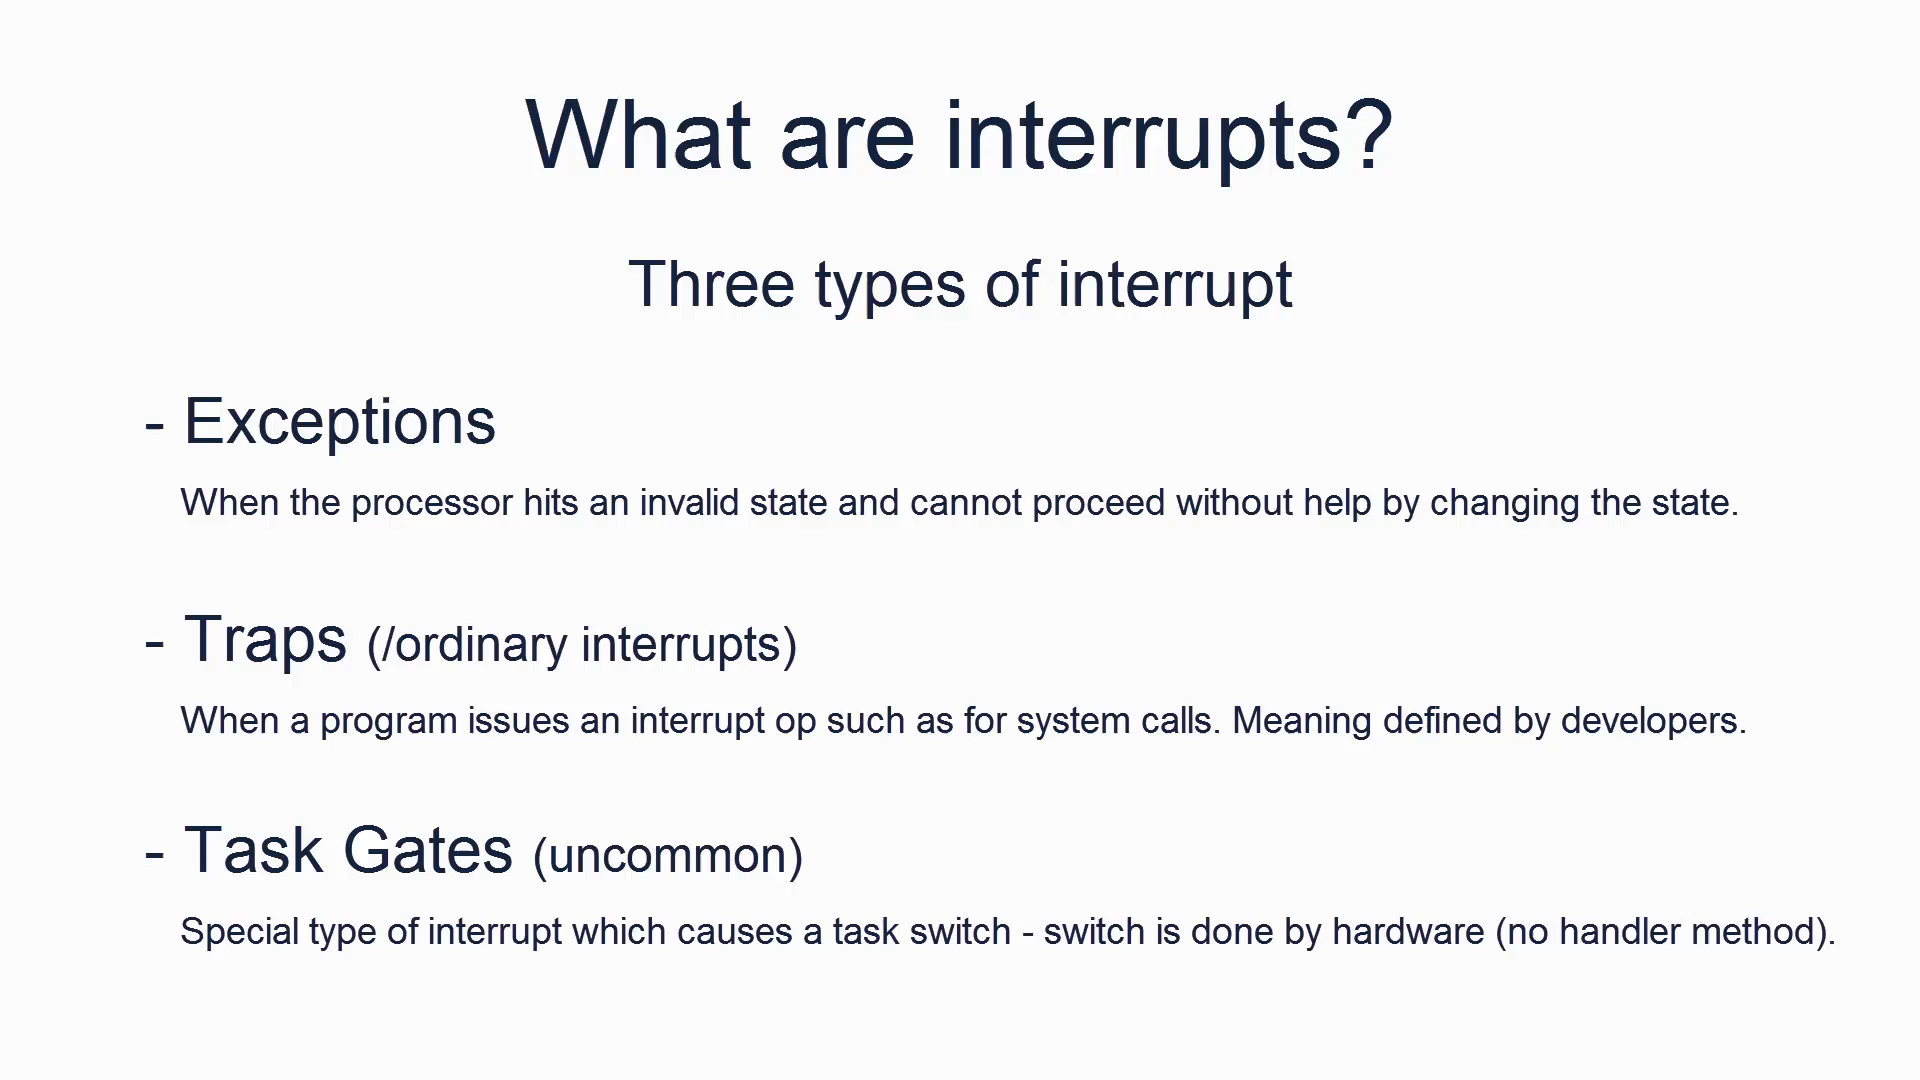 What are interrupts?
Three types of interrupt
- Exceptions
When the processor hits an invalid state and cannot proceed without help by changing the state.
- Traps (/ordinary interrupts)
When a program issues an interrupt op such as for system calls. Meaning defined by developers.
- Task Gates (uncommon)
Special type of interrupt which causes a task switch - switch is done by hardware (no handler method).